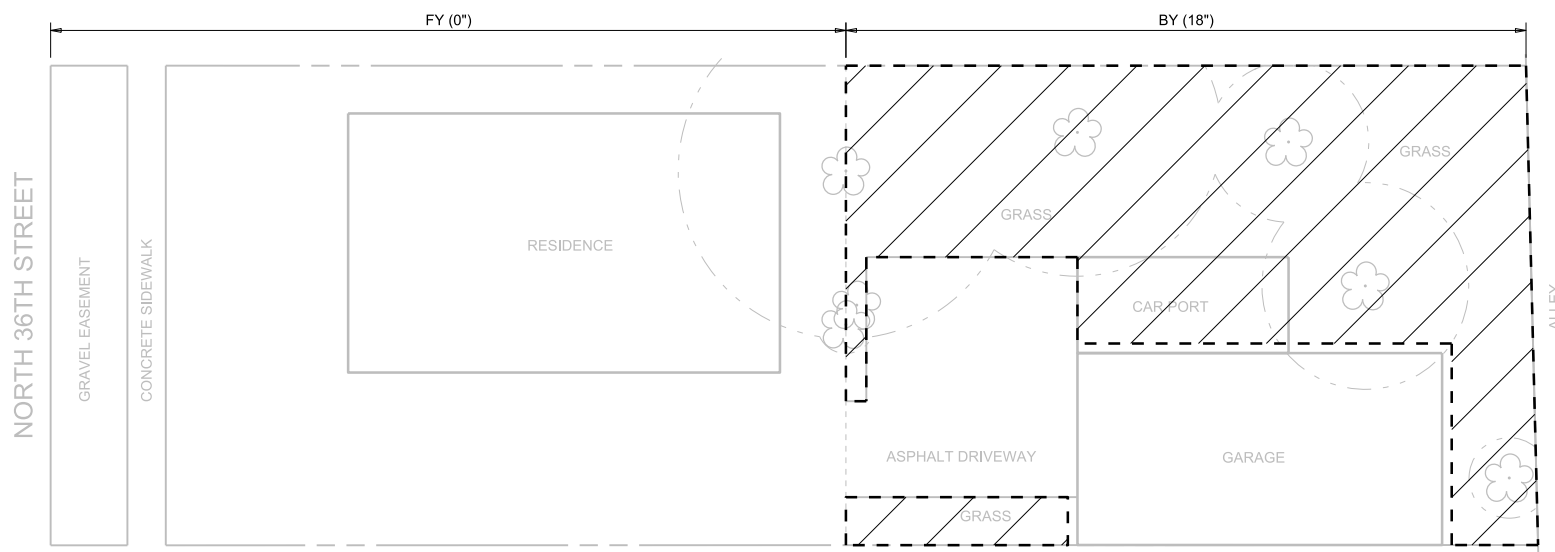 FY (0")
BY (18")
NORTH 36TH STREET
GRAVEL EASEMENT
CONCRETE SIDEWALK
RESIDENCE
GRASS
GRASS
CAR PORT
ALLEY
ASPHALT DRIVEWAY
GARAGE
GRASS